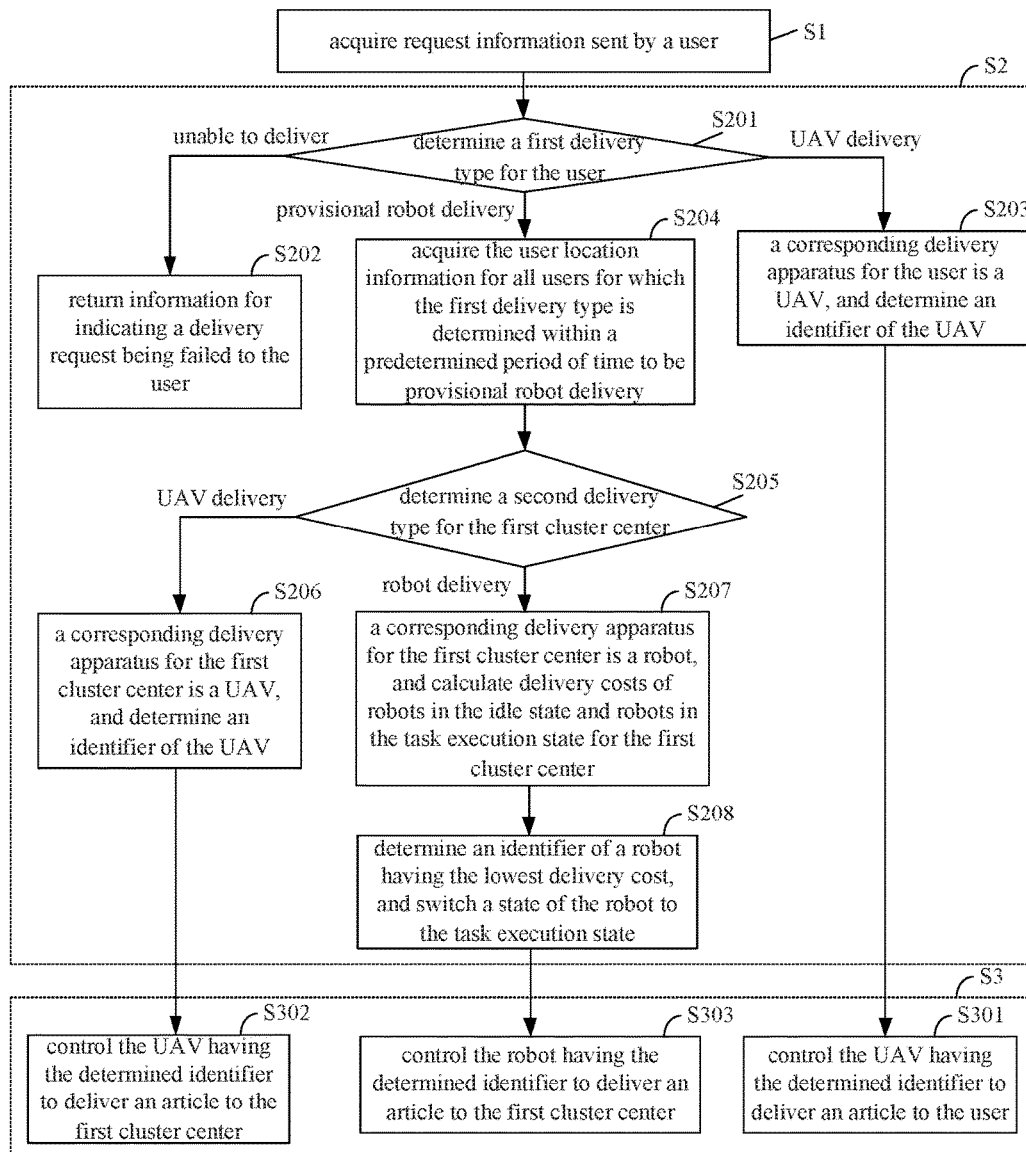 acquire request information sent by a user
S1
S2
S201
unable to deliver
determine a first delivery
type for the user
UAV delivery
provisional robot delivery
S202
return information for
indicating a delivery
request being failed to the
user
S204
acquire the user location
information for all users for which
the first delivery type is
determined within a
predetermined period of time to be
provisional robot delivery
S203
a corresponding delivery
apparatus for the user is a
UAV, and determine an
identifier of the UAV
S205
UAV delivery
determine a second delivery
type for the first cluster center
robot delivery
S206
a corresponding delivery
apparatus for the first
cluster center is a UAV,
and determine an
identifier of the UAV
S207
a corresponding delivery apparatus
for the first cluster center is a robot,
and calculate delivery costs of
robots in the idle state and robots in
the task execution state for the first
cluster center
S208
determine an identifier of a robot
having the lowest delivery cost,
and switch a state of the robot to
the task execution state
S3
S302
control the UAV having
the determined identifier
to deliver an article to the
first cluster center
S303
control the robot having the
determined identifier to deliver an
article to the first cluster center
S301
control the UAV having
the determined identifier to
deliver an article to the user